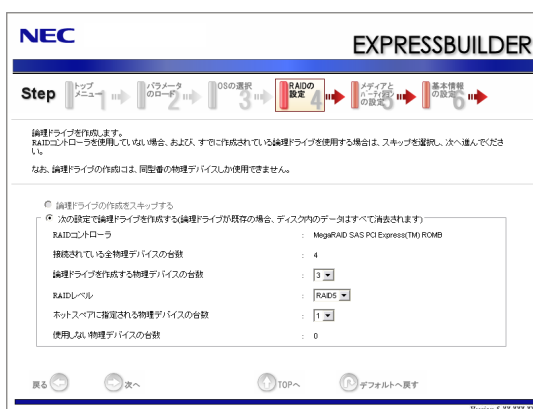 NEC
EXPRESSBUILDER
Step
トップ
メニュー 1
パラメータ
のロード 2
OSの選択
3
RAIDの
設定 4
メディアと
パーティション
の設定 5
基本情報
の設定 6
論理ドライブを作成します。
RAIDコントローラを使用していない場合、および、すでに作成されている論理ドライブを使用する場合は、スキップを選択し、次へ進んでくださ
い。
なお、論理ドライブの作成には、同型番の物理デバイスしか使用できません。
論理ドライブの作成をスキップする
次の設定で論理ドライブを作成する(論理ドライブが既存の場合、ディスク内のデータはすべて消去されます)
RAIDコントローラ : MegaRAID SAS PCI Express(TM) ROMB
接続されている全物理デバイスの台数 : 4
論理ドライブを作成する物理デバイスの台数 : 3
RAIDレベル : RAID5
ホットスペアに指定される物理デバイスの台数 : 1
使用しない物理デバイスの台数 : 0
戻る 次へ TOPへ デフォルトへ戻す